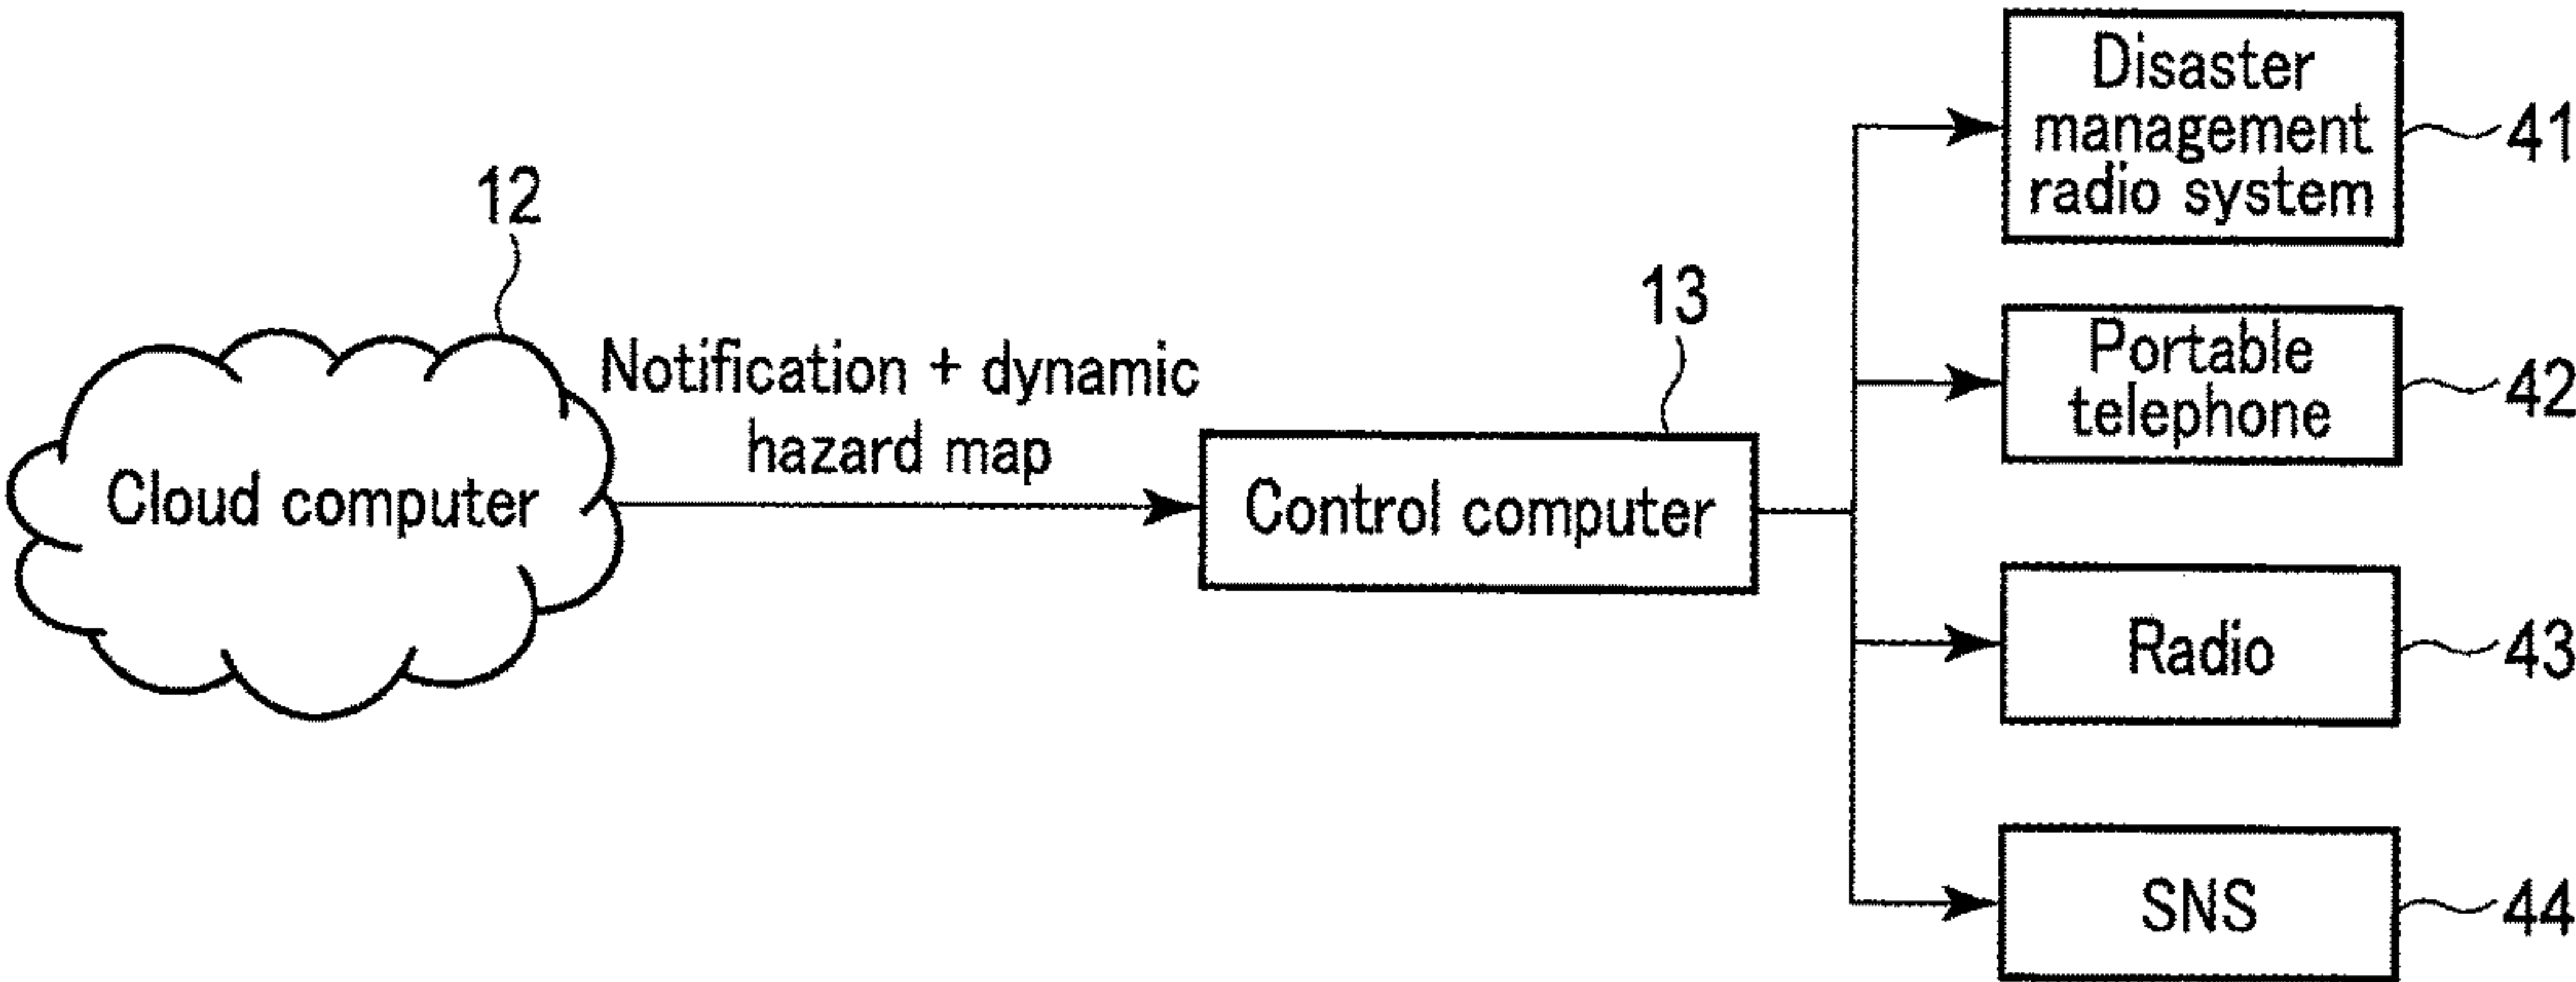 12
Cloud computer
Notification + dynamic
hazard map
13
Control computer
Disaster
management
radio system
41
Portable
telephone
42
Radio
43
SNS
44